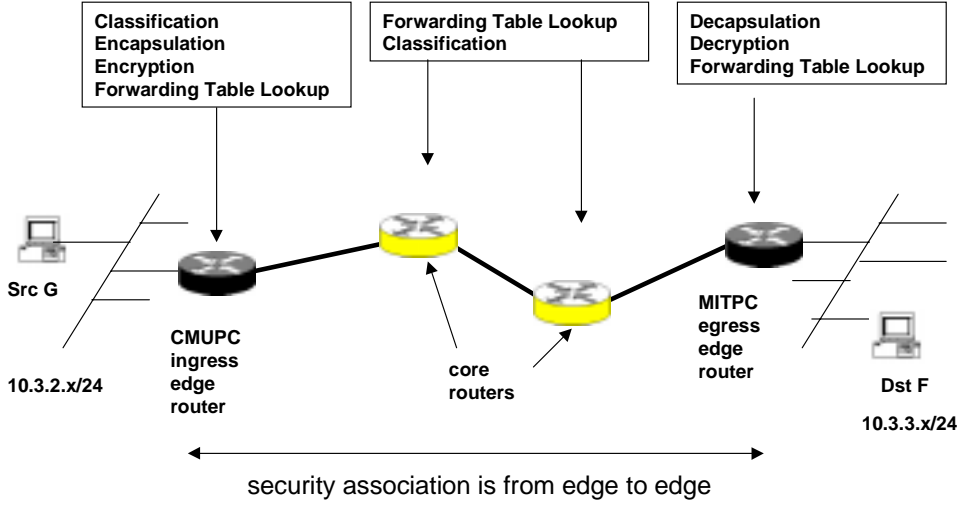 Classification
Encapsulation
Encryption
Forwarding Table Lookup
Forwarding Table Lookup
Classification
Decapsulation
Decryption
Forwarding Table Lookup
Src G
10.3.2.x/24
CMUPC
ingress
edge
router
core
routers
MITPC
egress
edge
router
Dst F
10.3.3.x/24
security association is from edge to edge